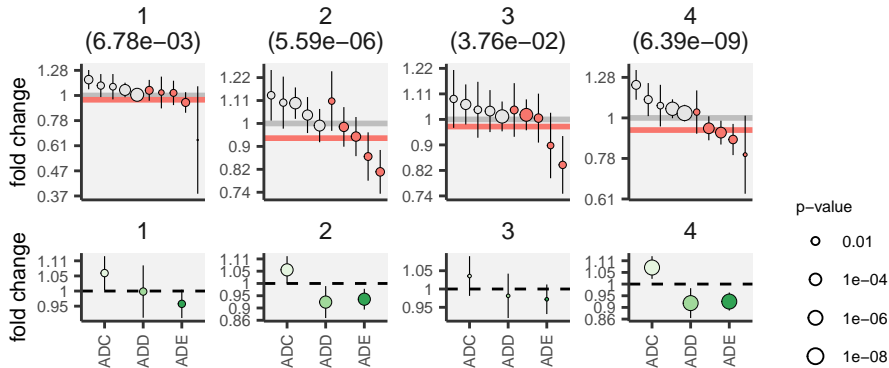 1
(6.78e−03)
2
(5.59e−06)
3
(3.76e−02)
4
(6.39e−09)
fold change
1.28
1
0.78
0.61
0.47
0.37
1.22
1.11
1
0.9
0.82
0.74
1.22
1.11
1
0.9
0.82
0.74
1.28
1
0.78
0.61
1
2
3
4
fold change
1.11
1.05
1
0.95
1.11
1.05
1
0.95
0.9
0.86
1.05
1
0.95
1.11
1.05
1
0.95
0.9
0.86
ADC
ADD
ADE
ADC
ADD
ADE
ADC
ADD
ADE
ADC
ADD
ADE
p−value
0.01
1e−04
1e−06
1e−08